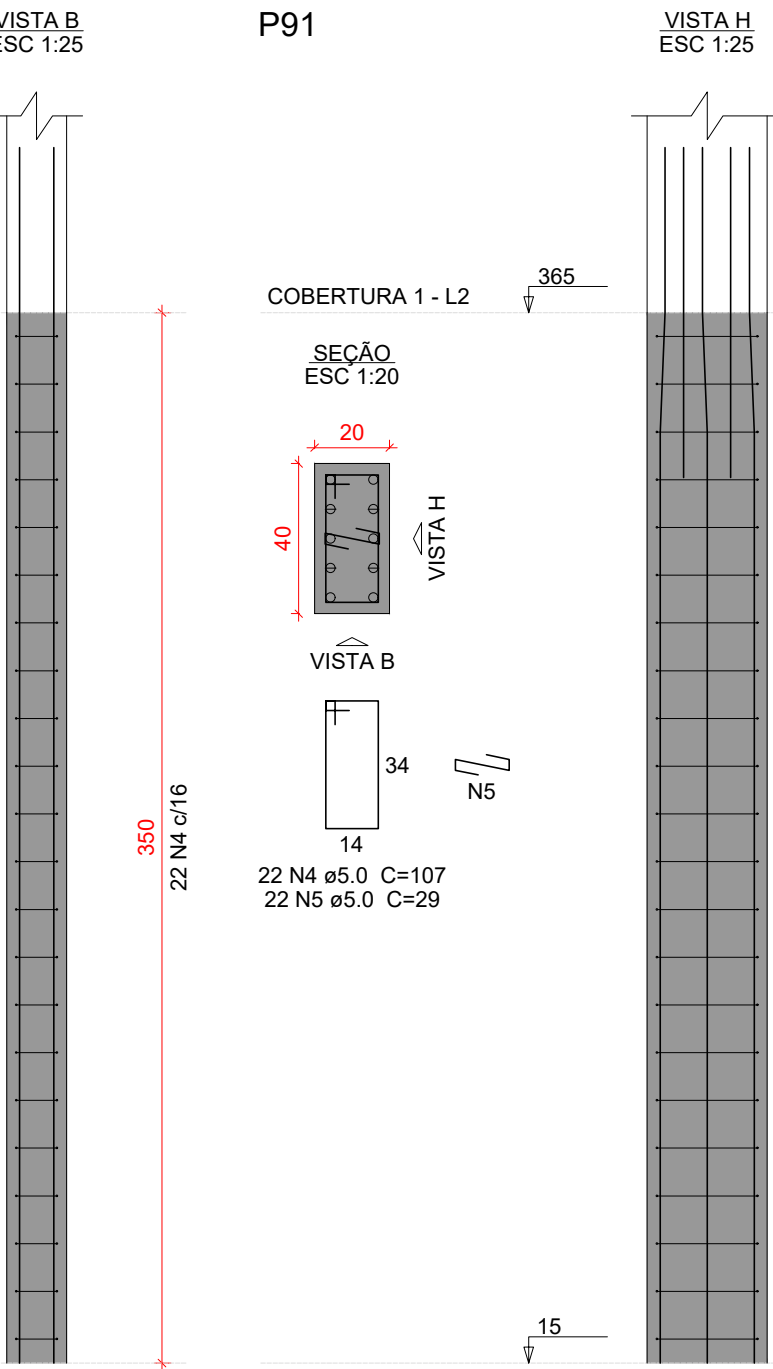 VISTA B
ESC 1:25
P91
VISTA H
ESC 1:25
365
COBERTURA 1 - L2
SEÇÃO
ESC 1:20
20
40
VISTA H
VISTA B
34
14
N5
350
22 N4 c/16
22 N4 ø5.0 C=107
22 N5 ø5.0 C=29
15